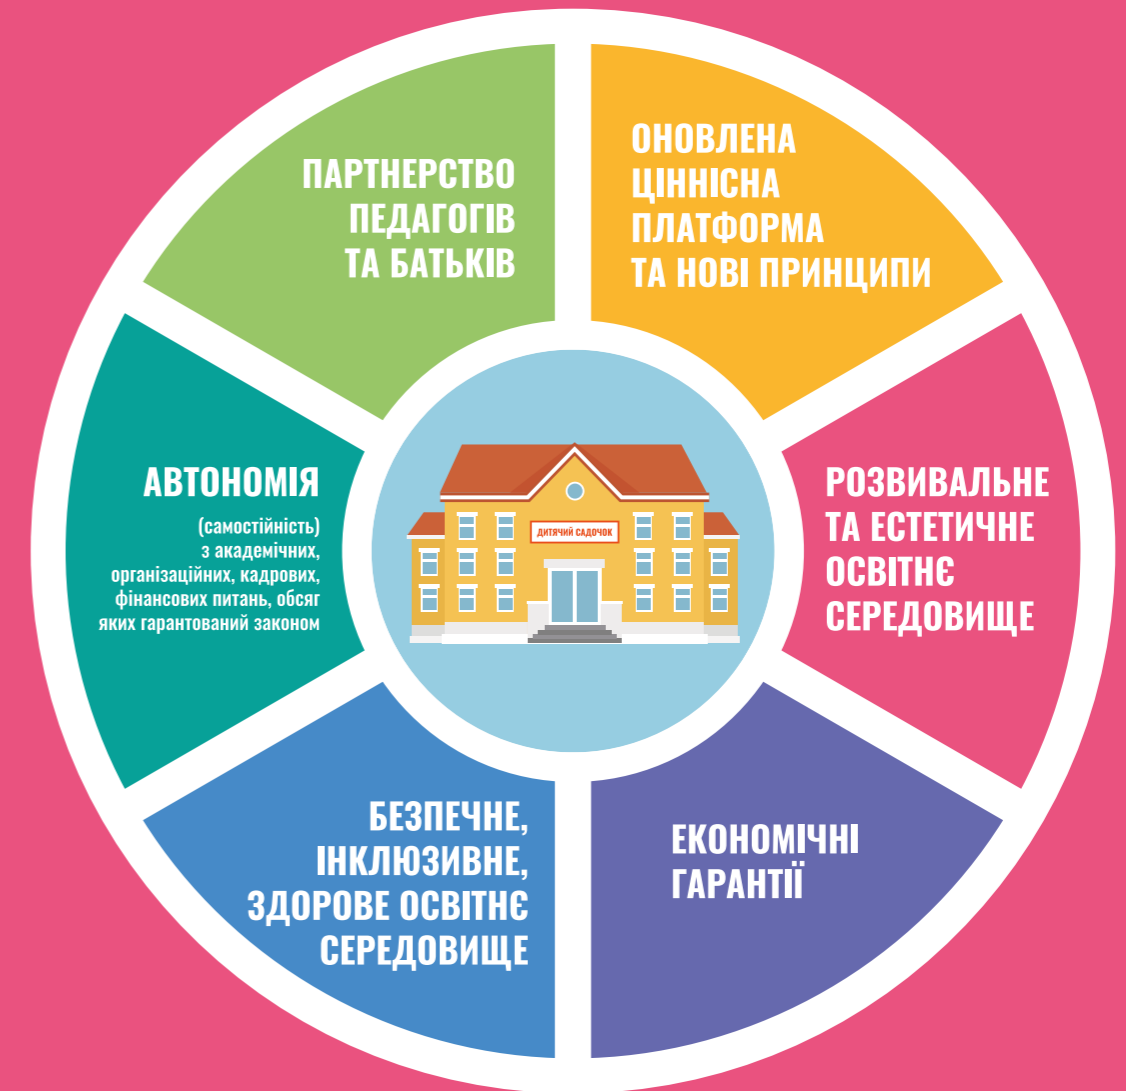 ПАРТНЕРСТВО
ПЕДАГОГІВ
ТА БАТЬКІВ
ОНОВЛЕНА
ЦІННІСНА
ПЛАТФОРМА
ТА НОВІ ПРИНЦИПИ
АВТОНОМІЯ
(самостійність)
з академічних,
організаційних, кадрових,
фінансових питань, обсяг
яких гарантований законом
ДИТЯЧИЙ САДОЧОК
РОЗВИВАЛЬНЕ
ТА ЕСТЕТИЧНЕ
ОСВІТНЄ
СЕРЕДОВИЩЕ
БЕЗПЕЧНЕ,
ІНКЛЮЗИВНЕ,
ЗДОРОВЕ ОСВІТНЄ
СЕРЕДОВИЩЕ
ЕКОНОМІЧНІ
ГАРАНТІЇ